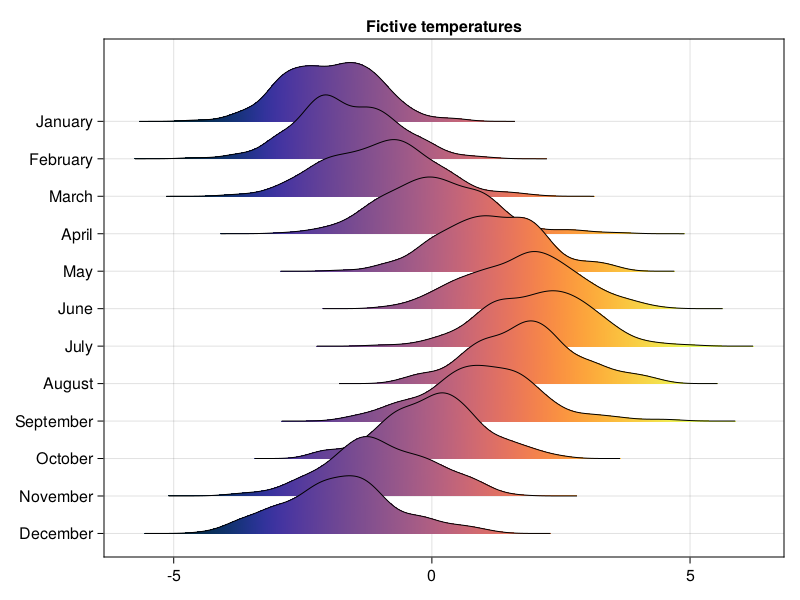 Fictive temperatures
January
February
March
April
May
June
July
August
September
October
November
December
-5 0 5